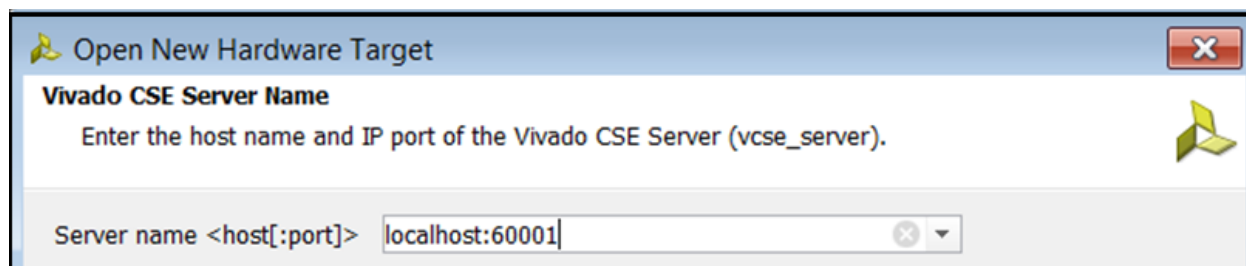 Open New Hardware Target
Vivado CSE Server Name
Enter the host name and IP port of the Vivado CSE Server (vcse_server).
Server name <host[:port]> localhost:60001